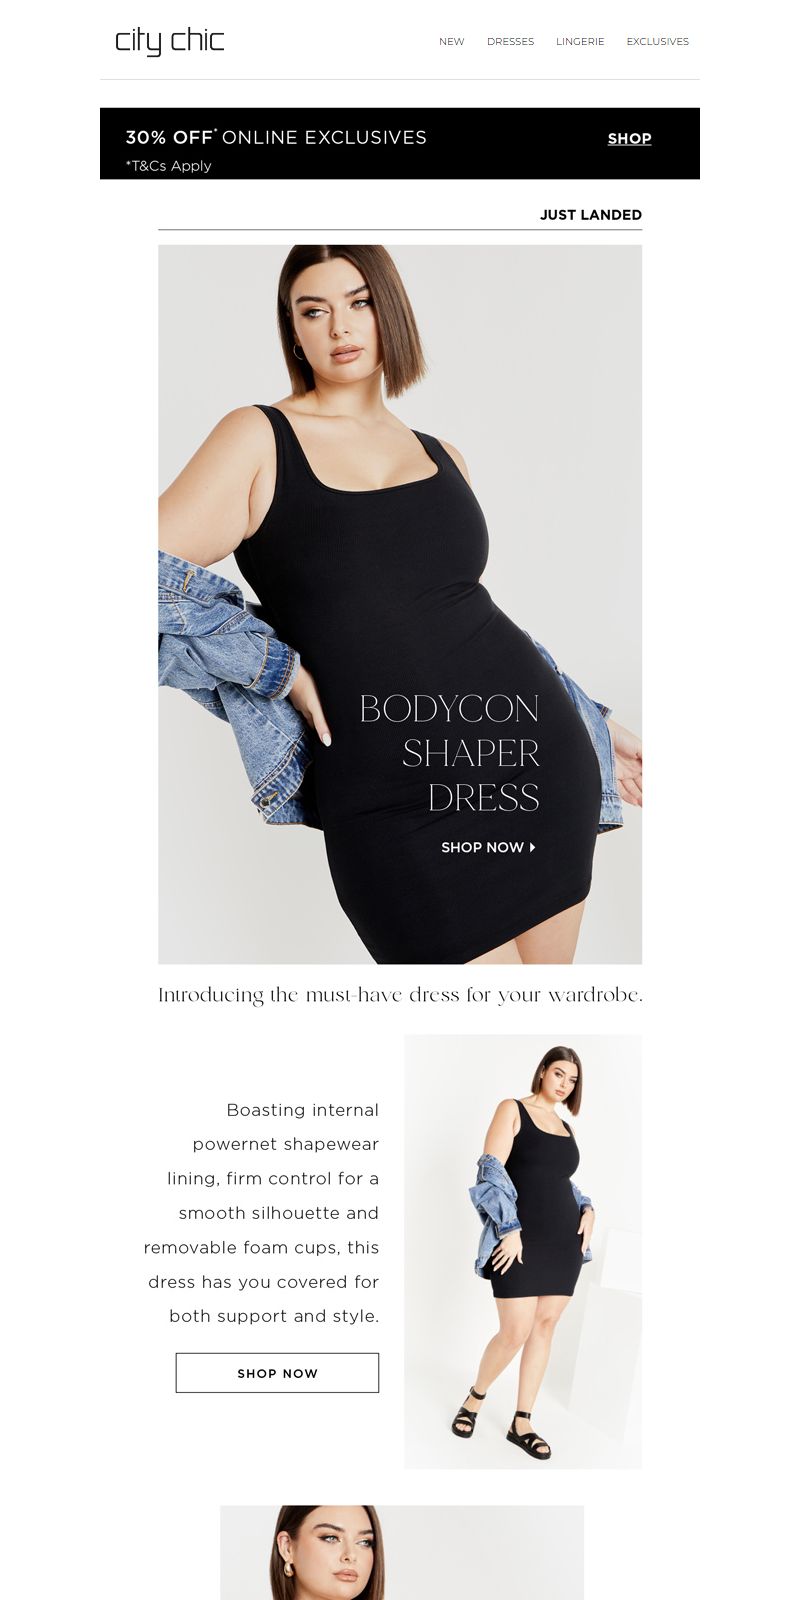 city chic
NEW DRESSES LINGERIE EXCLUSIVES
30% OFF* ONLINE EXCLUSIVES
SHOP
*T&Cs Apply
JUST LANDED
BODYCON
SHAPER
DRESS
SHOP NOW
Introducing the must-have dress for your wardrobe.
Boasting internal
powernet shapewear
lining, firm control for a
smooth silhouette and
removable foam cups, this
dress has you covered for
both support and style.
SHOP NOW